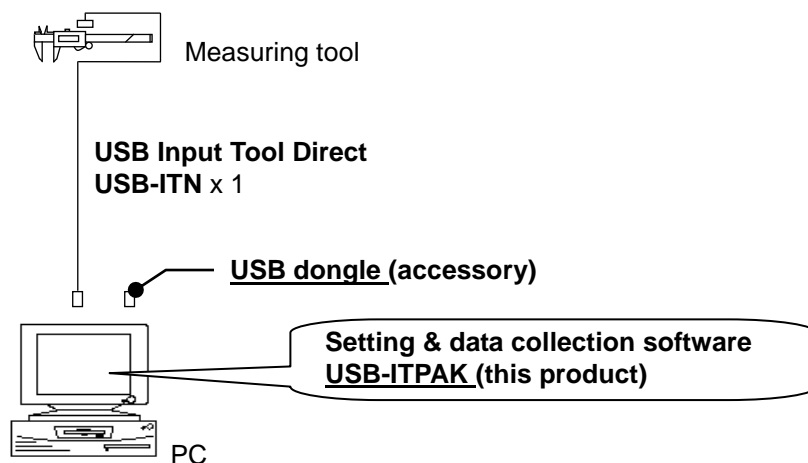 Measuring tool
USB Input Tool Direct
USB-ITN x 1
USB dongle (accessory)
Setting & data collection software
USB-ITPAK (this product)
PC